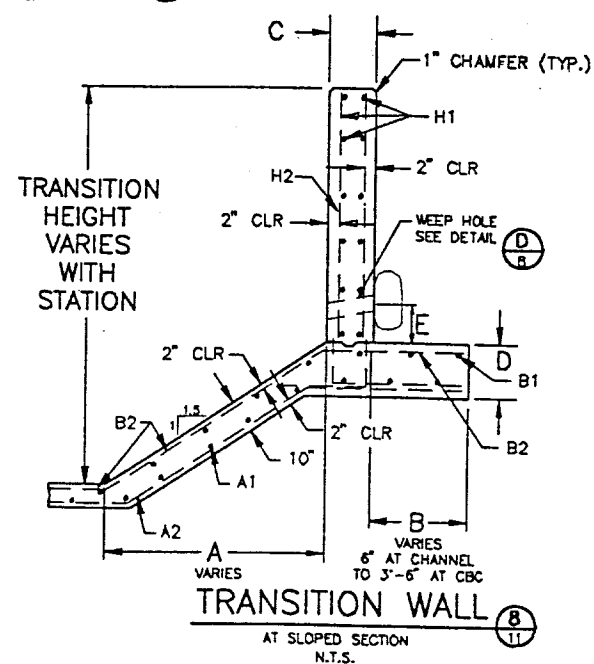 C
1" CHAMFER (TYP.)
H1
TRANSITION
HEIGHT
VARIES
WITH
STATION
H2
2" CLR
2" CLR
WEEP HOLE
SEE DETAIL
D
8
E
2" CLR
D
B1
B2
1
1.5
2" CLR
B2
10"
A1
A2
A
VARIES
B
VARIES
6" AT CHANNEL
TO 3'-6" AT CBC
TRANSITION WALL
8
11
AT SLOPED SECTION
N.T.S.